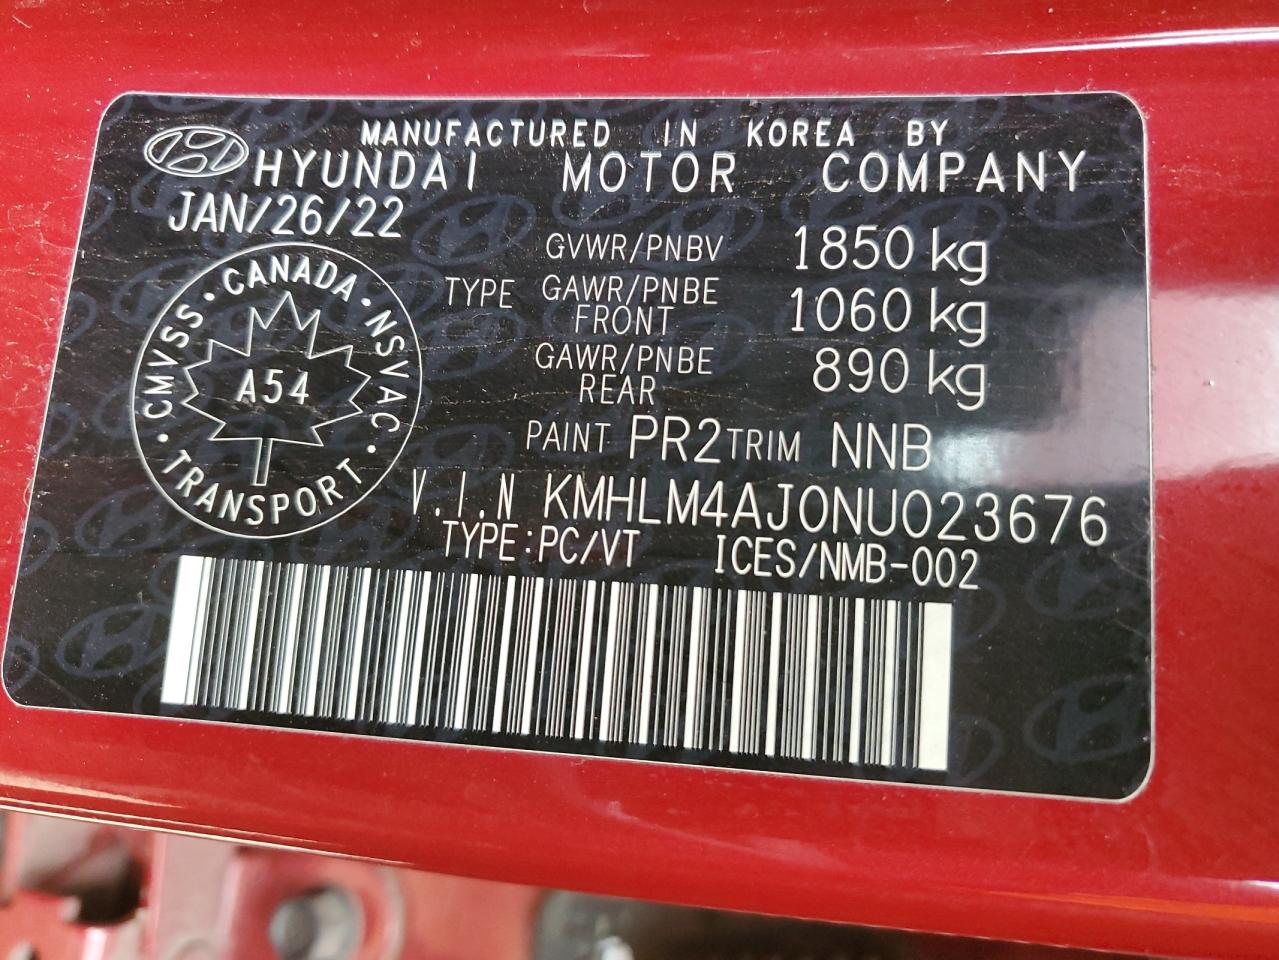 MANUFACTURED IN KOREA BY
HYUNDAI MOTOR COMPANY
JAN/26/22
GVWR/PNBV 1850 kg
TYPE GAWR/PNBE FRONT 1060 kg
GAWR/PNBE REAR 890 kg
PAINT PR2 TRIM NNB
V.I.N KMHLM4AJ0NU023676
TYPE:PC/VT ICES/NMB-002
CMVSS · CANADA · NSVAC · TRANSPORT ·
A54